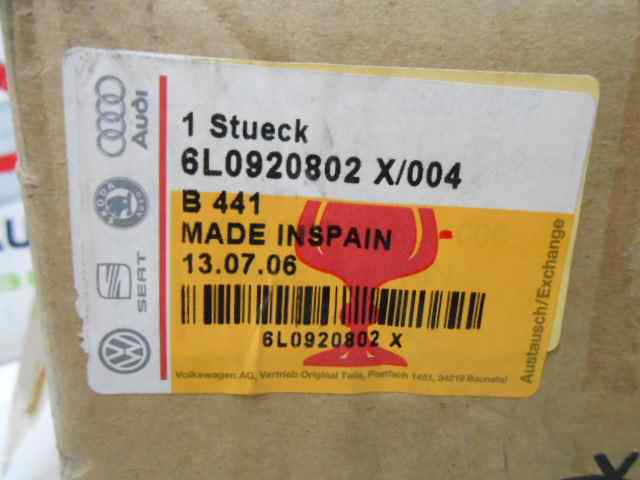 Audi
SKODA
SEAT
1 Stueck
6L0920802 X/004
B 441
MADE INSPAIN
13.07.06
6L0920802 X
Volkswagen AG, Vertrieb Original Teile, Postfach 1451, 34219 Baunatal
Austausch/Exchange
X